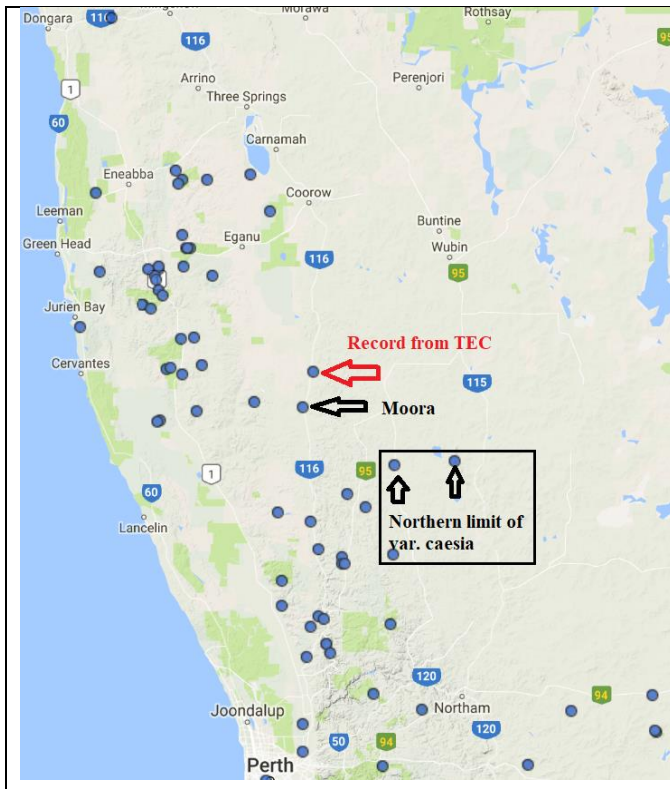 Dongara
116
Morawa
Rothsay
116
95
1
Arrino
Three Springs
Perenjori
60
Carnamah
Eneabba
Coorow
Leeman
Buntine
Green Head
Eganu
Wubin
116
95
Jurien Bay
Record from TEC
Cervantes
115
Moora
1
116
95
60
Northern limit of
var. caesia
Lancelin
120
94
Joondalup
Northam
120
50
94
Perth